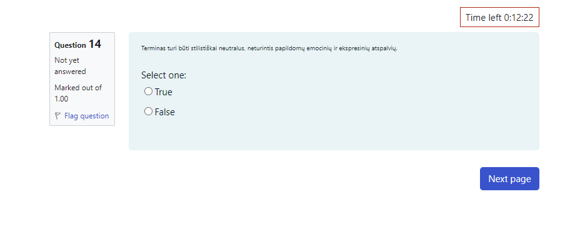 Time left 0:12:22
Question 14
Not yet
answered
Marked out of
1.00
Flag question
Terminas turi būti stilistiškai neutralus, neturintis papildomų emocinių ir ekspresinių atspalvių.
Select one:
True
False
Next page